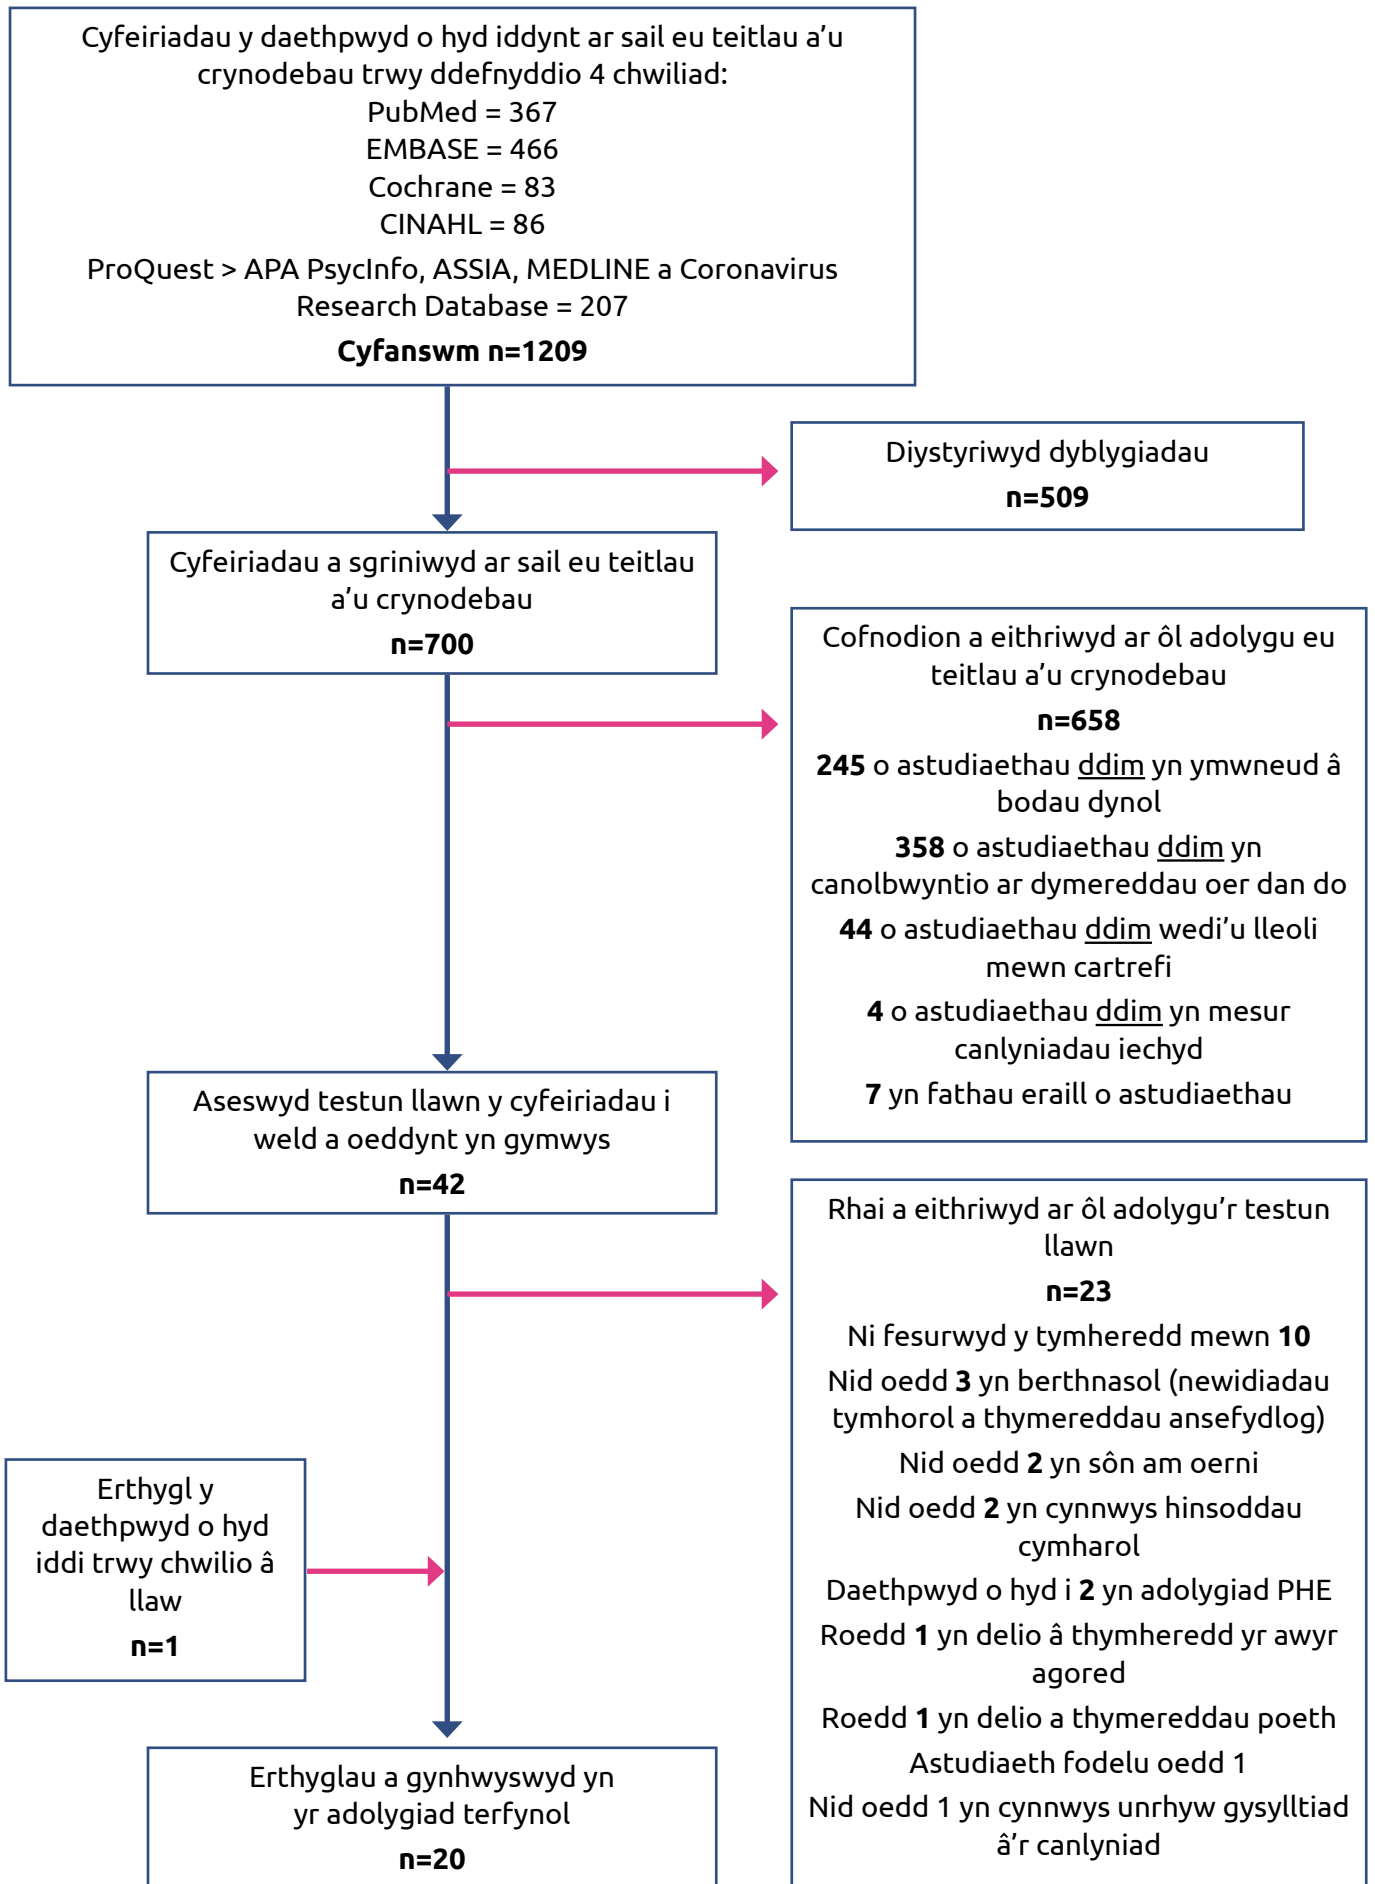 Cyfeiriadau y daethpwyd o hyd iddynt ar sail eu teitlau a’u
crynodebau trwy ddefnyddio 4 chwiliad:
PubMed = 367
EMBASE = 466
Cochrane = 83
CINAHL = 86
ProQuest > APA PsycInfo, ASSIA, MEDLINE a Coronavirus
Research Database = 207
Cyfanswm n=1209
Diystyriwyd dyblygiadau
n=509
Cyfeiriadau a sgriniwyd ar sail eu teitlau
a’u crynodebau
n=700
Cofnodion a eithriwyd ar ôl adolygu eu
teitlau a’u crynodebau
n=658
245 o astudiaethau ddim yn ymwneud â
bodau dynol
358 o astudiaethau ddim yn
canolbwyntio ar dymereddau oer dan do
44 o astudiaethau ddim wedi’u lleoli
mewn cartrefi
4 o astudiaethau ddim yn mesur
canlyniadau iechyd
7 yn fathau eraill o astudiaethau
Aseswyd testun llawn y cyfeiriadau i
weld a oeddynt yn gymwys
n=42
Rhai a eithriwyd ar ôl adolygu’r testun
llawn
n=23
Ni fesurwyd y tymheredd mewn 10
Nid oedd 3 yn berthnasol (newidiadau
tymhorol a thymereddau ansefydlog)
Nid oedd 2 yn sôn am oerni
Nid oedd 2 yn cynnwys hinsoddau
cymharol
Daethpwyd o hyd i 2 yn adolygiad PHE
Roedd 1 yn delio â thymheredd yr awyr
agored
Roedd 1 yn delio a thymereddau poeth
Astudiaeth fodelu oedd 1
Nid oedd 1 yn cynnwys unrhyw gysylltiad
â’r canlyniad
Erthygl y
daethpwyd o hyd
iddi trwy chwilio â
llaw
n=1
Erthyglau a gynhwyswyd yn
yr adolygiad terfynol
n=20